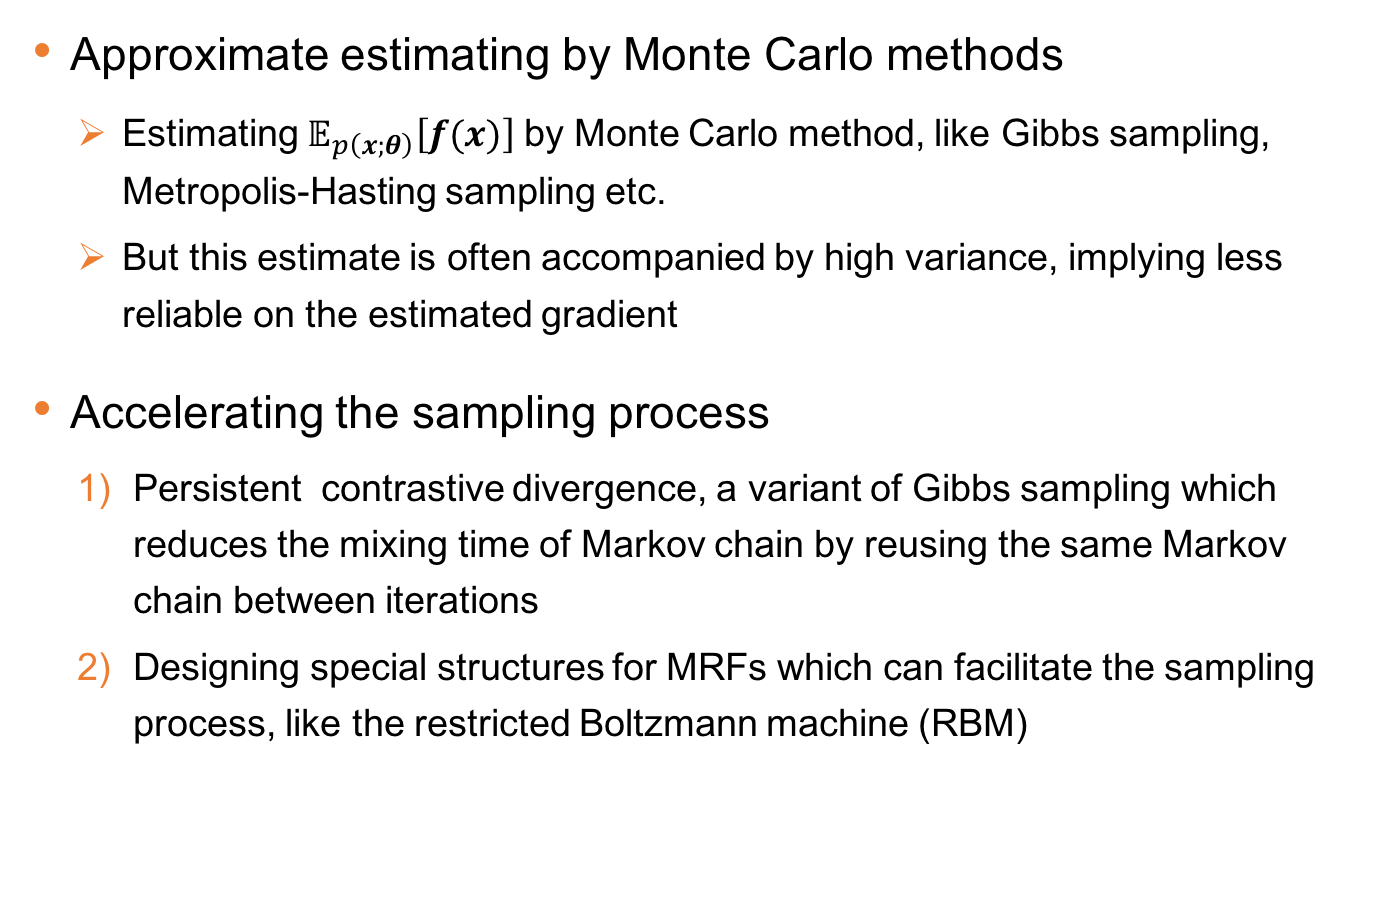 • Approximate estimating by Monte Carlo methods
➢ Estimating 𝔼_{p(𝒙;𝜽)}[𝒇(𝒙)] by Monte Carlo method, like Gibbs sampling,
Metropolis-Hasting sampling etc.
➢ But this estimate is often accompanied by high variance, implying less
reliable on the estimated gradient
• Accelerating the sampling process
1) Persistent contrastive divergence, a variant of Gibbs sampling which
reduces the mixing time of Markov chain by reusing the same Markov
chain between iterations
2) Designing special structures for MRFs which can facilitate the sampling
process, like the restricted Boltzmann machine (RBM)